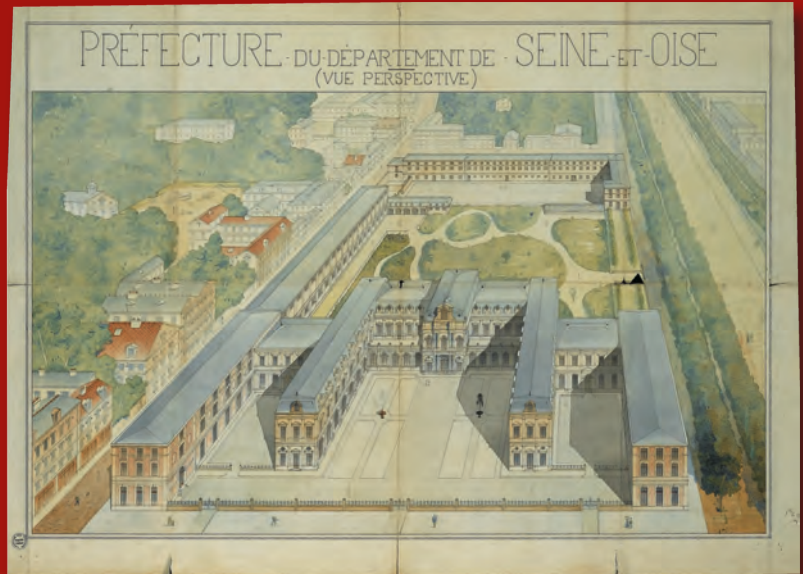 PRÉFECTURE · DU · DÉPARTEMENT DE · SEINE-ET-OISE
(VUE PERSPECTIVE)